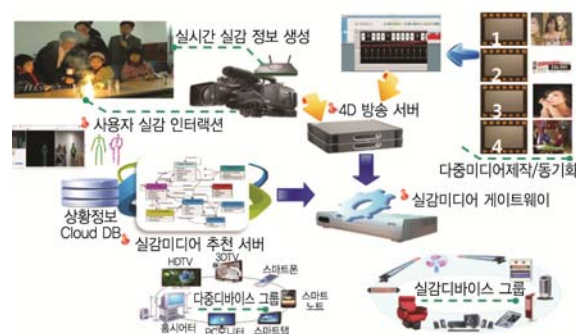 실시간 실감 정보 생성
1
2
3
4
4D 방송 서버
사용자 실감 인터랙션
다중미디어제작/동기화
실감미디어 게이트웨이
상황정보
Cloud DB
실감미디어 추천 서버
3DTV
HDTV
스마트폰
다중디바이스 그룹
스마트
노트
홈시어터
PC모니터
스마트탭
실감디바이스 그룹